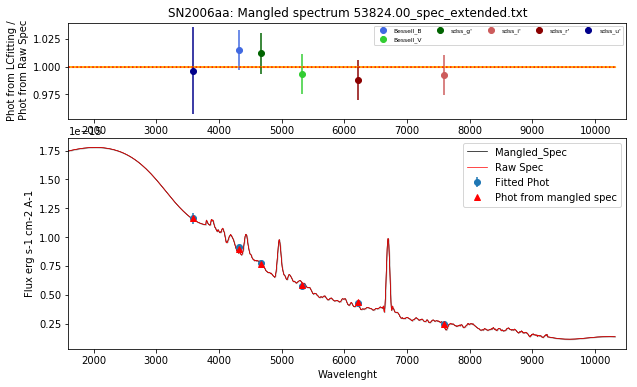 SN2006aa: Mangled spectrum 53824.00_spec_extended.txt
Phot from LCfitting /
Phot from Raw Spec
1.025
1.000
0.975
Bessell_B
Bessell_V
sdss_g'
sdss_i'
sdss_r'
sdss_u'
2000 3000 4000 5000 6000 7000 8000 9000 10000
Flux erg s-1 cm-2 A-1
1.75
1.50
1.25
1.00
0.75
0.50
0.25
Mangled_Spec
Raw Spec
Fitted Phot
Phot from mangled spec
2000 3000 4000 5000 6000 7000 8000 9000 10000
Wavelenght